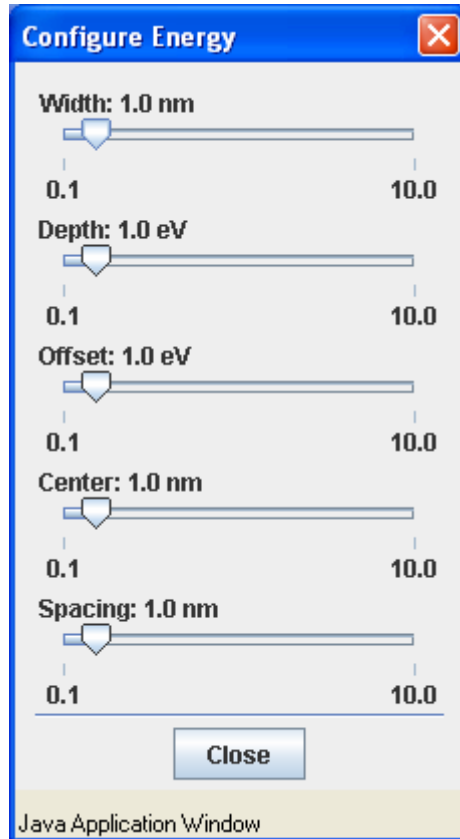 Configure Energy
Width: 1.0 nm
0.1 10.0
Depth: 1.0 eV
0.1 10.0
Offset: 1.0 eV
0.1 10.0
Center: 1.0 nm
0.1 10.0
Spacing: 1.0 nm
0.1 10.0
Close
Java Application Window